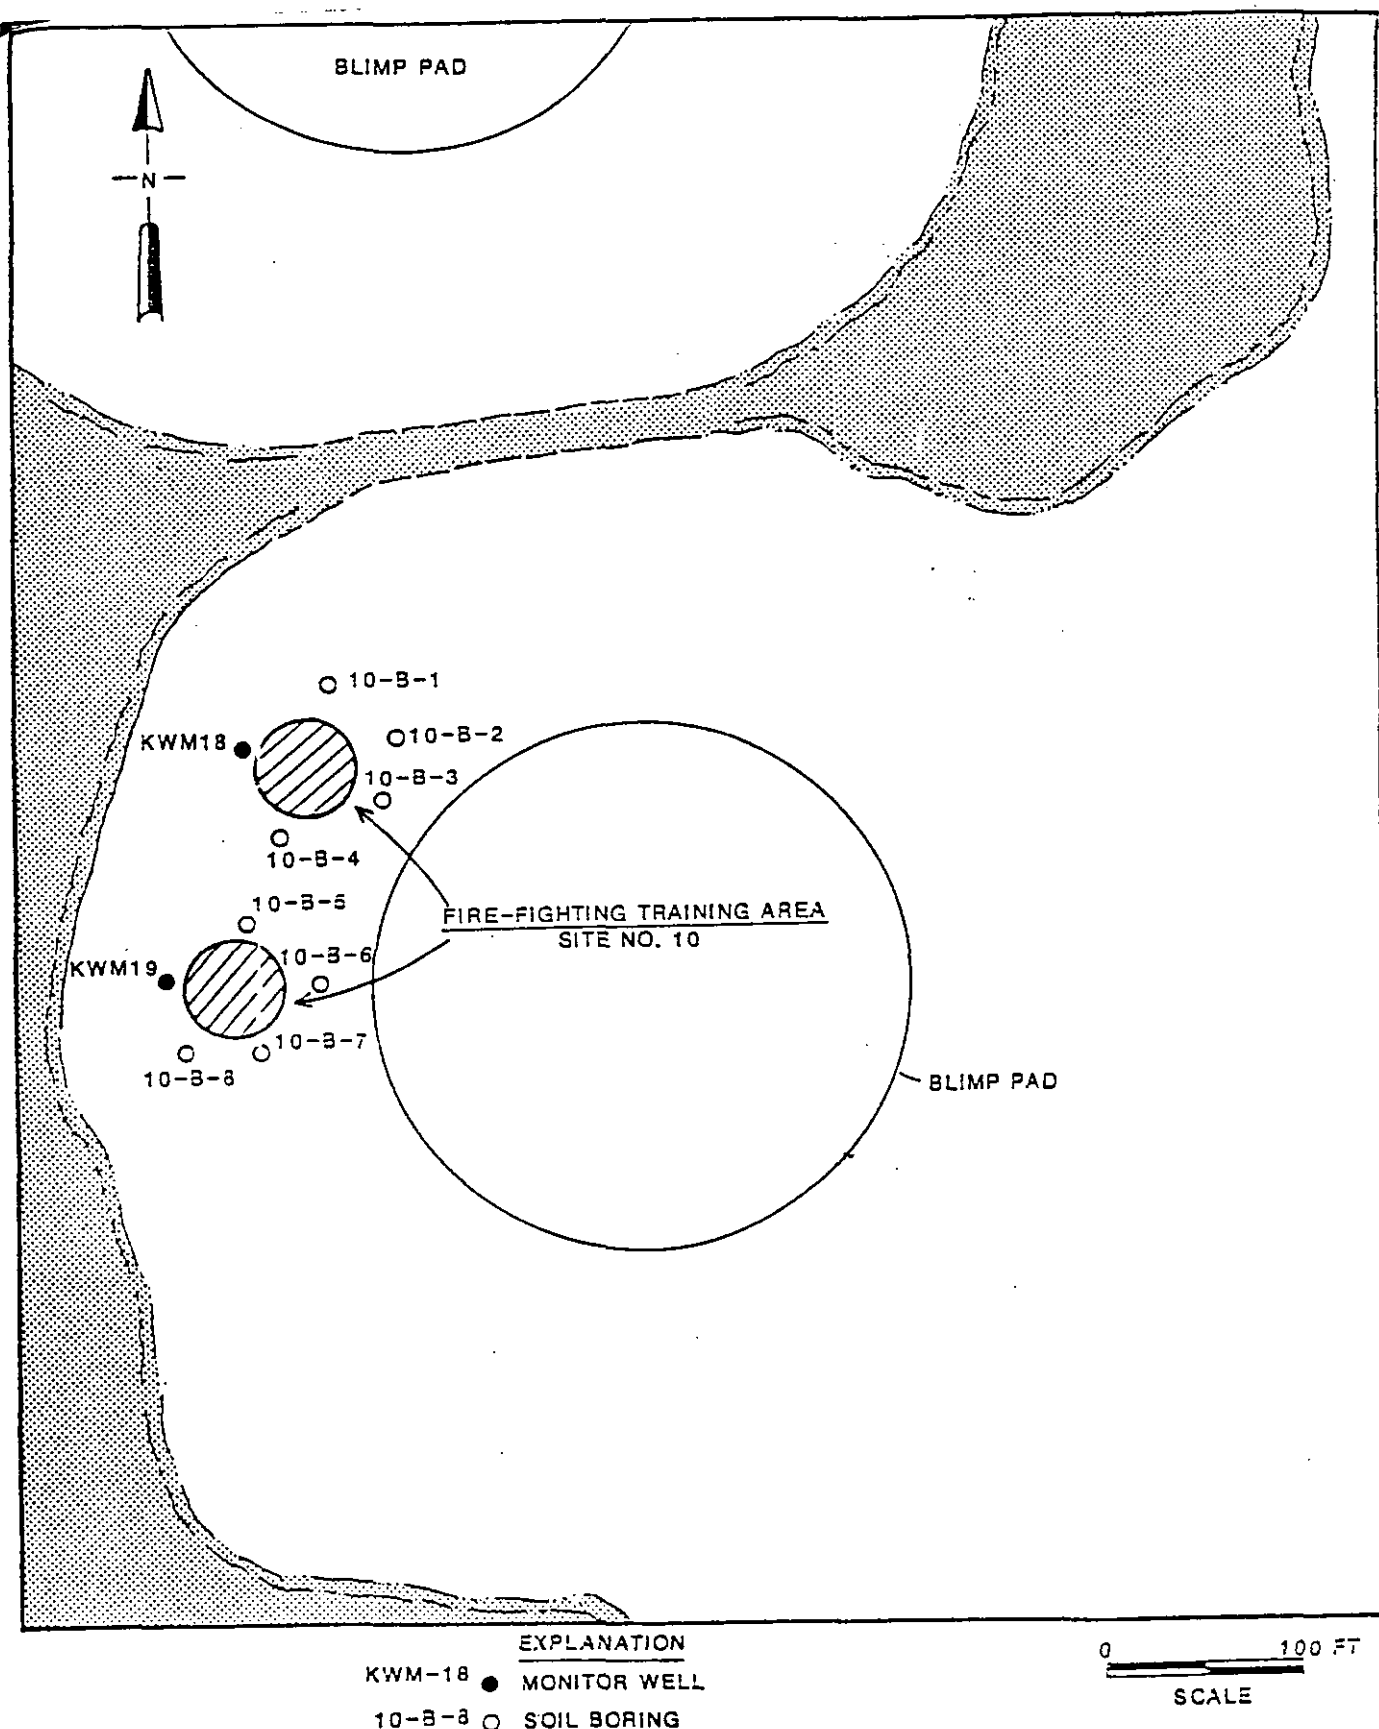 BLIMP PAD
N
10-B-1
KWM18
10-B-2
10-B-3
10-B-4
10-B-5
FIRE-FIGHTING TRAINING AREA
SITE NO. 10
10-B-6
KWM19
10-B-7
10-B-8
BLIMP PAD
EXPLANATION
KWM-18 MONITOR WELL
10-B-8 SOIL BORING
0 100 FT
SCALE